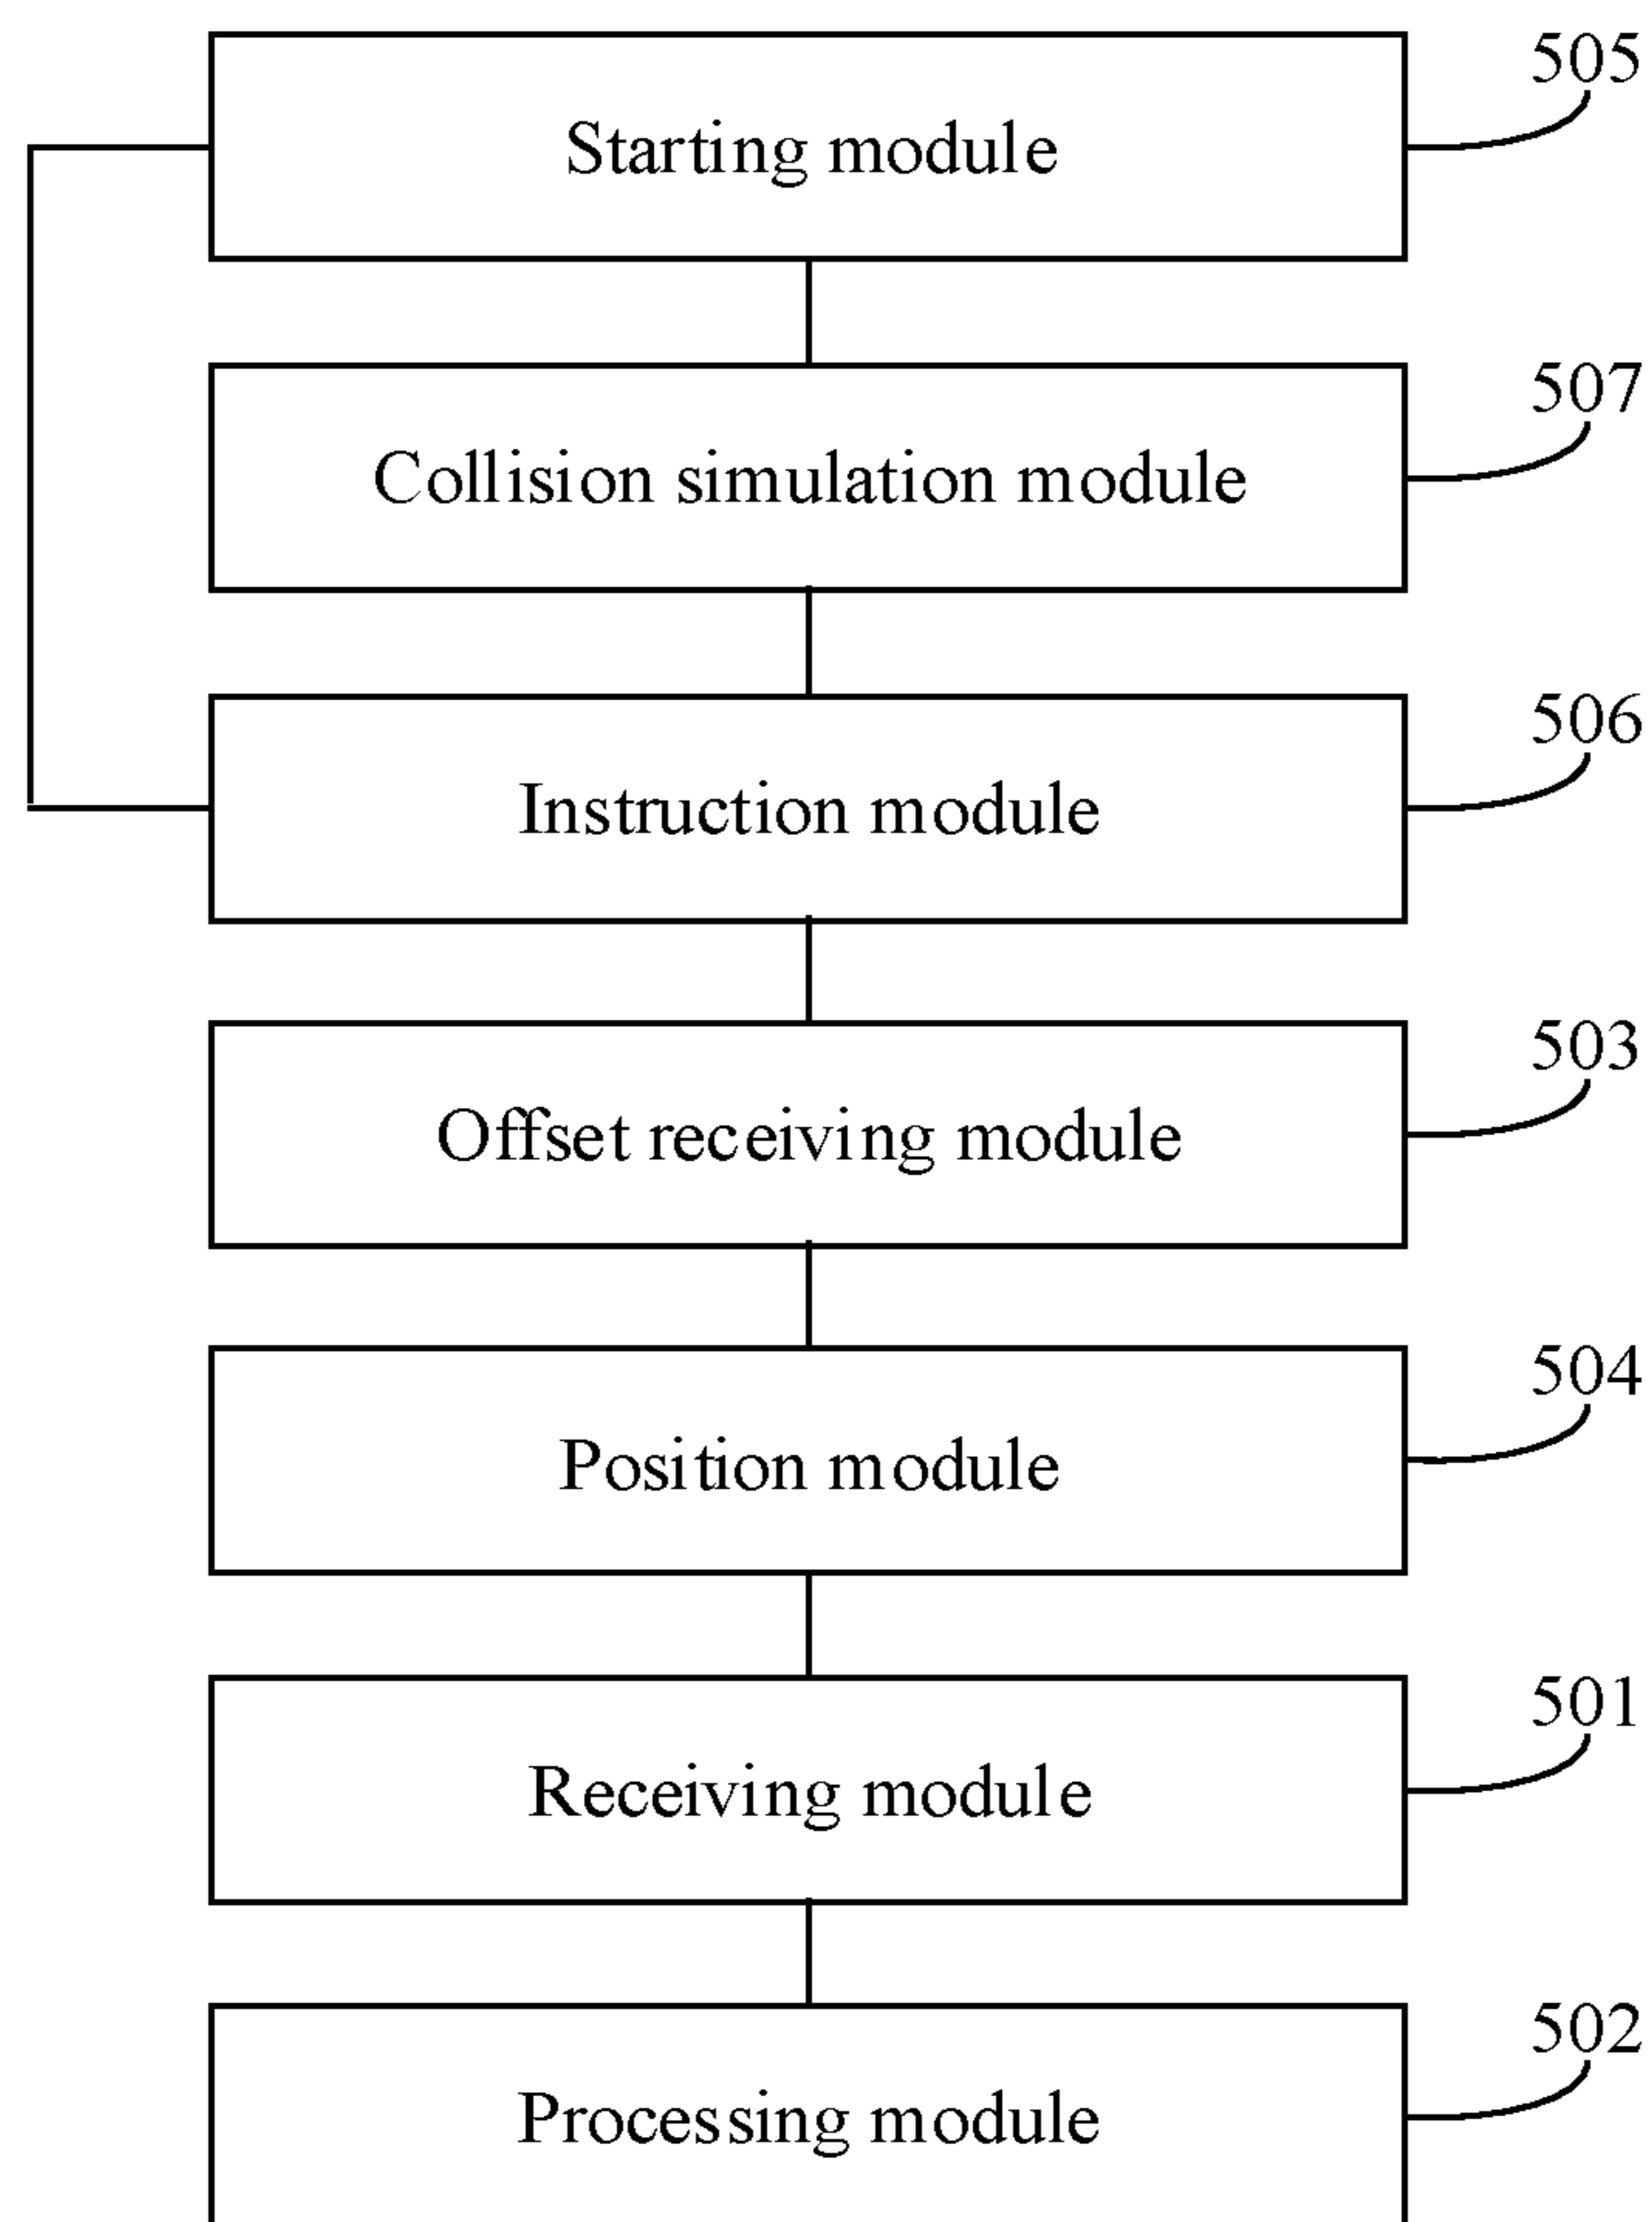 505
Starting module
507
Collision simulation module
506
Instruction module
503
Offset receiving module
504
Position module
501
Receiving module
502
Processing module